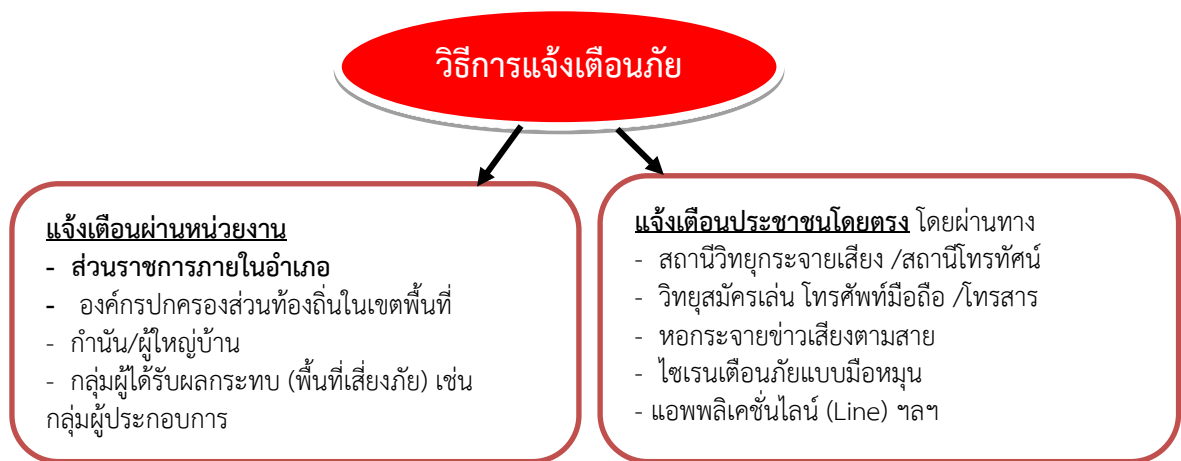 วิธีการแจ้งเตือนภัย
แจ้งเตือนผ่านหน่วยงาน
- ส่วนราชการภายในอำเภอ
- องค์กรปกครองส่วนท้องถิ่นในเขตพื้นที่
- กำนัน/ผู้ใหญ่บ้าน
- กลุ่มผู้ได้รับผลกระทบ (พื้นที่เสี่ยงภัย) เช่น
กลุ่มผู้ประกอบการ
แจ้งเตือนประชาชนโดยตรง โดยผ่านทาง
- สถานีวิทยุกระจายเสียง /สถานีโทรทัศน์
- วิทยุสมัครเล่น โทรศัพท์มือถือ /โทรสาร
- หอกระจายข่าวเสียงตามสาย
- ไซเรนเตือนภัยแบบมือหมุน
- แอพพลิเคชั่นไลน์ (Line) ฯลฯ